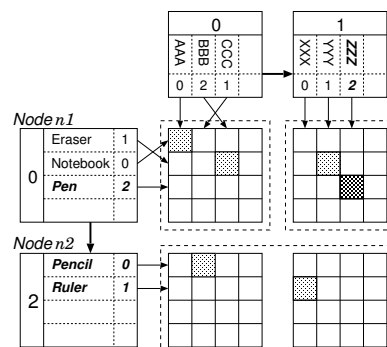 0 1
AAA BBB CCC XXX YYY ZZZ
0 2 1 0 1 2
Node n1
0
Eraser 1
Notebook 0
Pen 2
Node n2
2
Pencil 0
Ruler 1